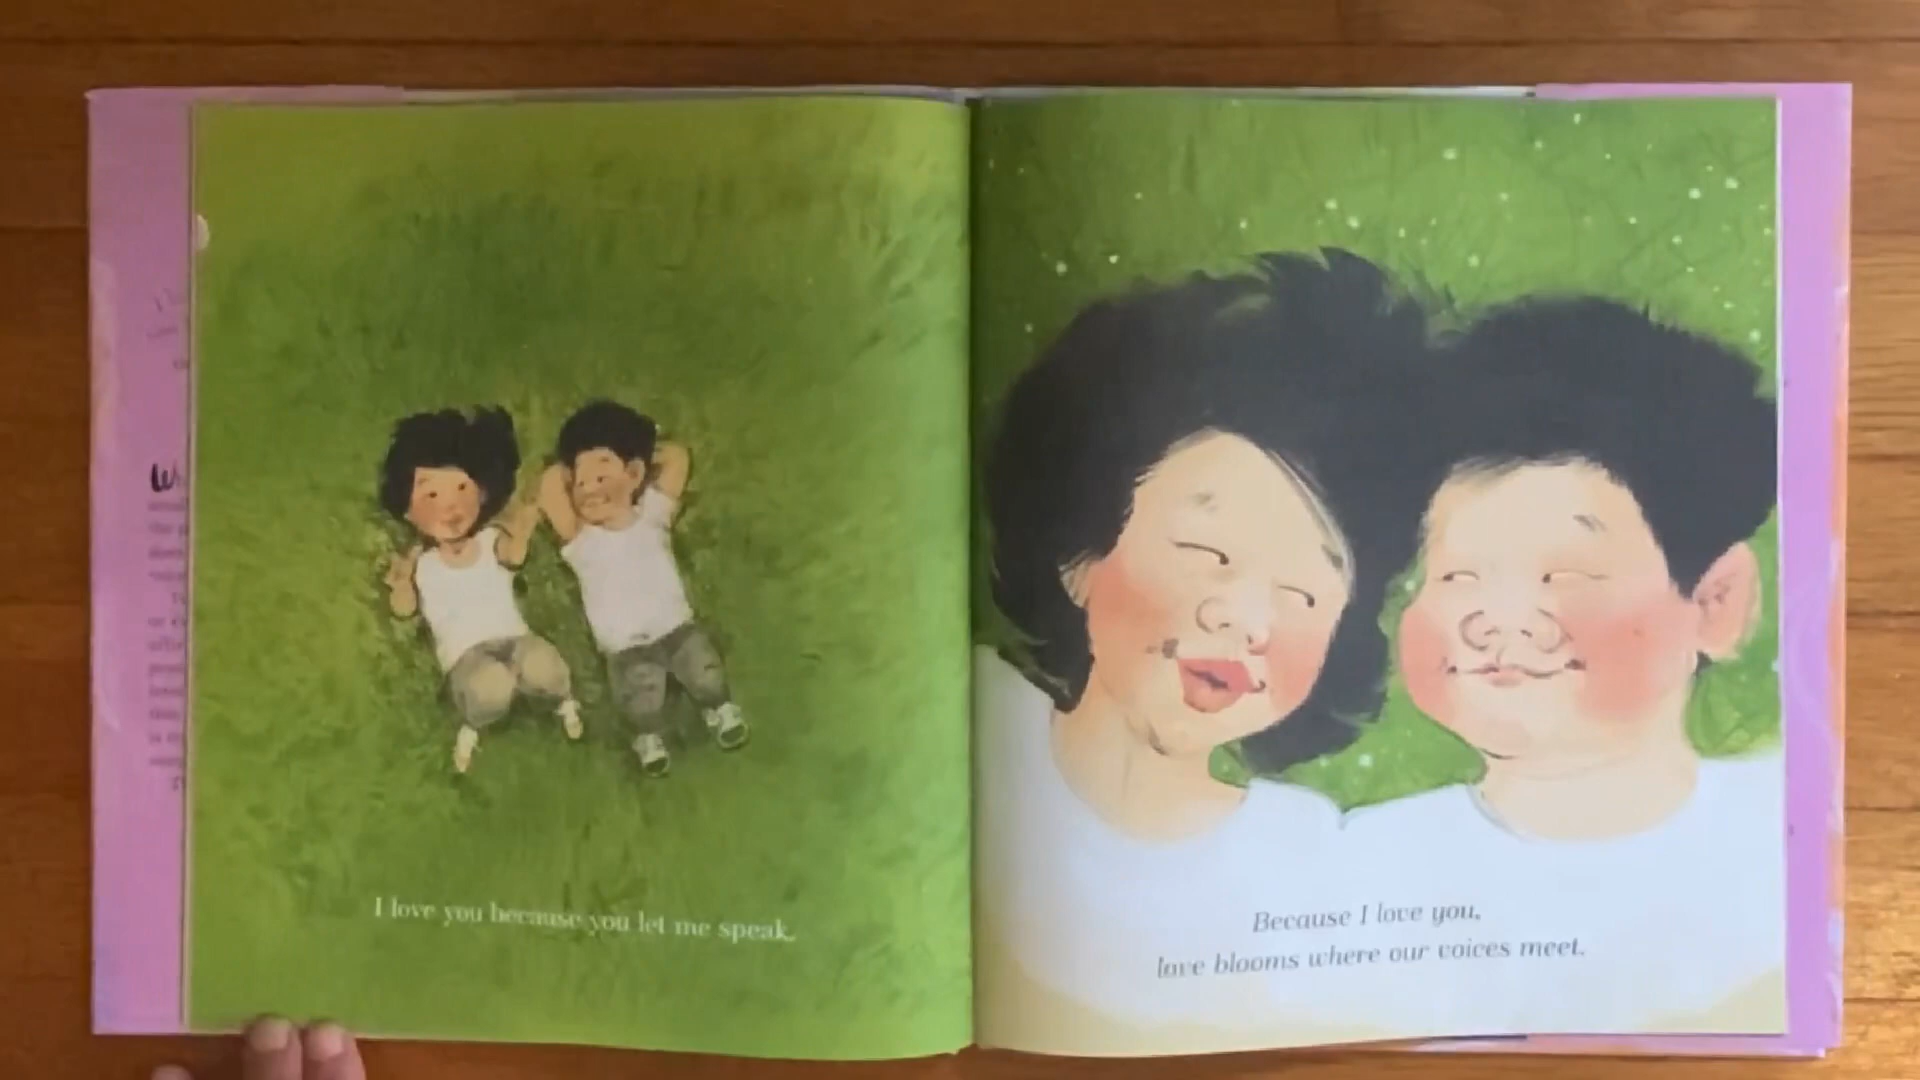 I love you because you let me speak.
Because I love you,
love blooms where our voices meet.